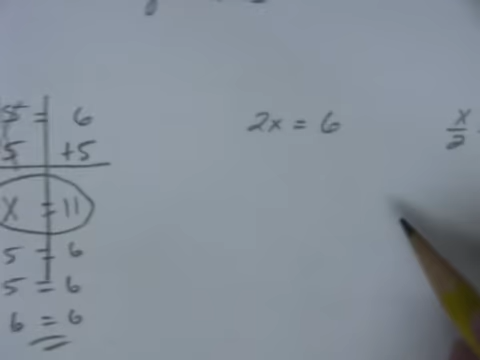 5 = 6
5 +5
x = 11
5 = 6
5 = 6
6 = 6
2x = 6
x/2